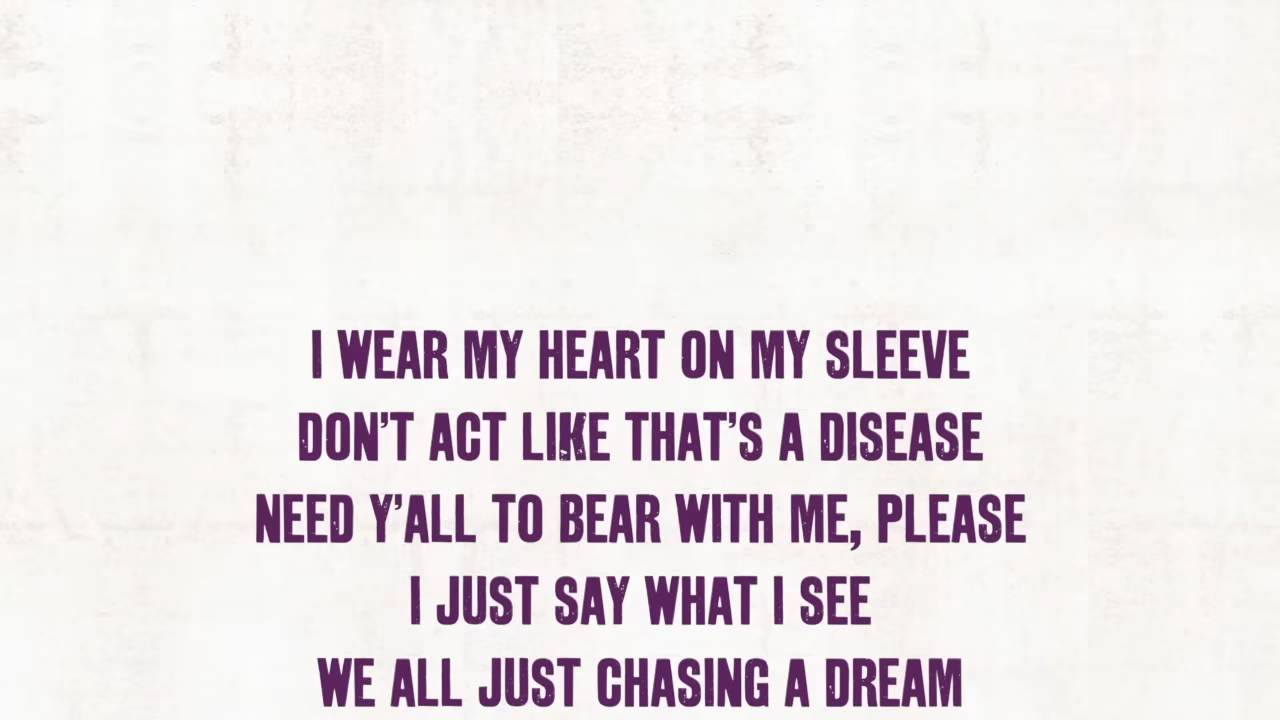 I WEAR MY HEART ON MY SLEEVE
DON'T ACT LIKE THAT'S A DISEASE
NEED Y'ALL TO BEAR WITH ME, PLEASE
I JUST SAY WHAT I SEE
WE ALL JUST CHASING A DREAM